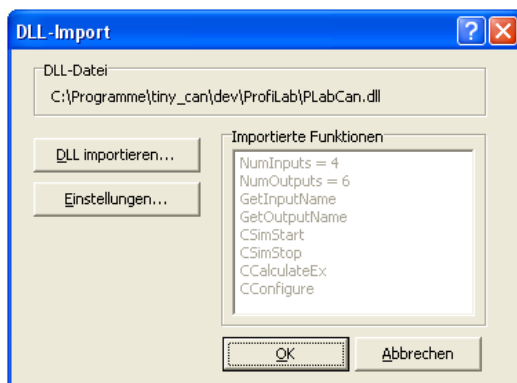 DLL-Import
DLL-Datei
C:\Programme\tiny_can\dev\ProfiLab\PLabCan.dll
DLL importieren...
Einstellungen...
Importierte Funktionen
NumInputs = 4
NumOutputs = 6
GetInputName
GetOutputName
CSimStart
CSimStop
CCalculateEx
CConfigure
OK
Abbrechen